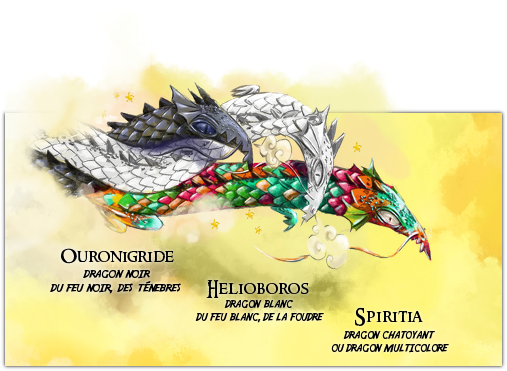 Ouronigride
dragon noir
du feu noir, des ténebres
Helioboros
dragon blanc
du feu blanc, de la foudre
Spiritia
dragon chatoyant
ou dragon multicolore